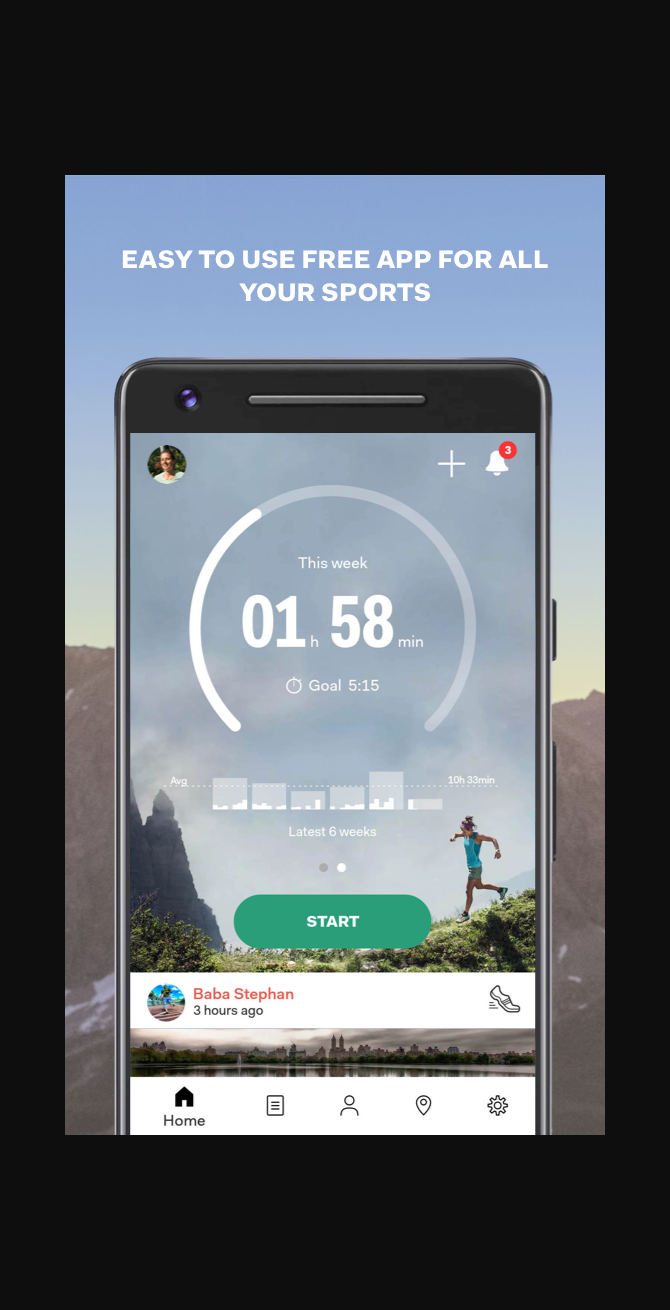 EASY TO USE FREE APP FOR ALL
YOUR SPORTS
3
This week
01 h 58 min
Goal 5:15
Avg
10h 33min
Latest 6 weeks
START
Baba Stephan
3 hours ago
Home